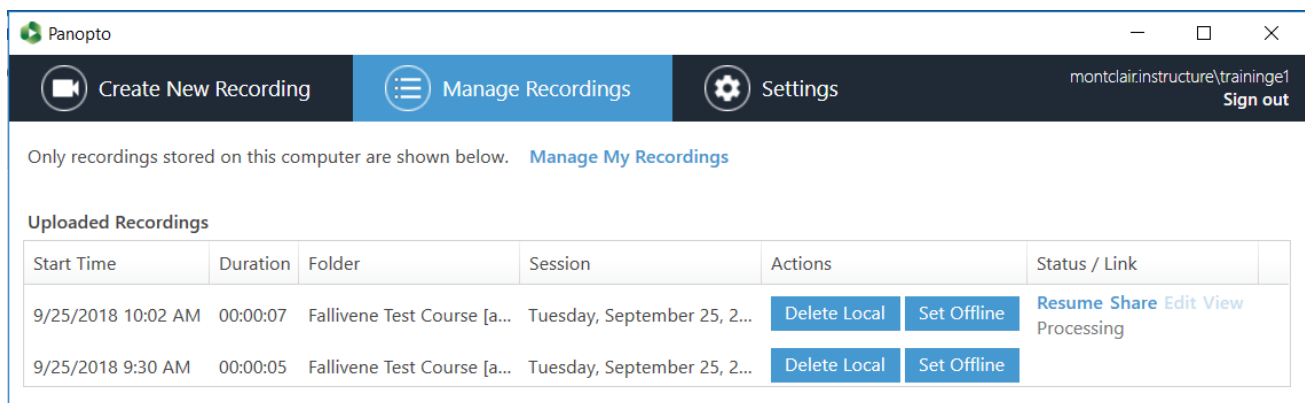 Panopto
Create New Recording Manage Recordings Settings montclair.instructure\traininge1
Sign out
Only recordings stored on this computer are shown below. Manage My Recordings
Uploaded Recordings
Start Time Duration Folder Session Actions Status / Link
9/25/2018 10:02 AM 00:00:07 Fallivene Test Course [a... Tuesday, September 25, 2... Delete Local Set Offline Resume Share Edit View
Processing
9/25/2018 9:30 AM 00:00:05 Fallivene Test Course [a... Tuesday, September 25, 2... Delete Local Set Offline